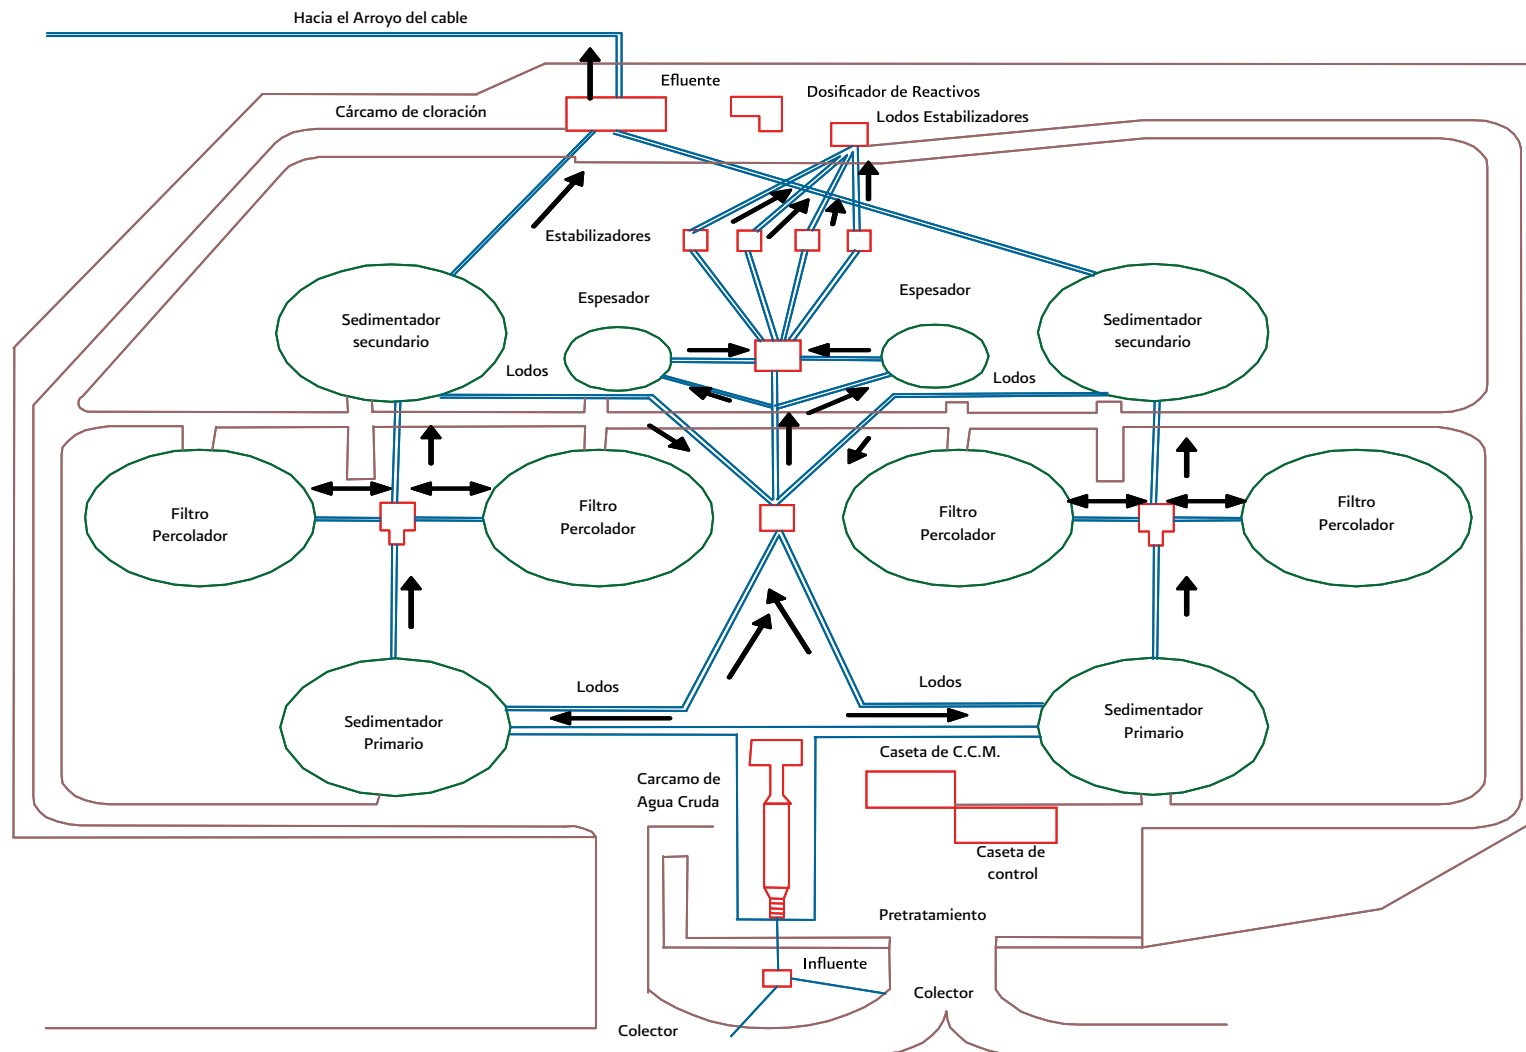 Hacia el Arroyo del cable
Efluente
Dosificador de Reactivos
Cárcamo de cloración
Lodos Estabilizadores
Estabilizadores
Espesador
Espesador
Sedimentador
secundario
Sedimentador
secundario
Lodos
Lodos
Filtro
Percolador
Filtro
Percolador
Filtro
Percolador
Filtro
Percolador
Lodos
Lodos
Sedimentador
Primario
Sedimentador
Primario
Carcamo de
Agua Cruda
Caseta de C.C.M.
Caseta de
control
Pretratamiento
Influente
Colector
Colector